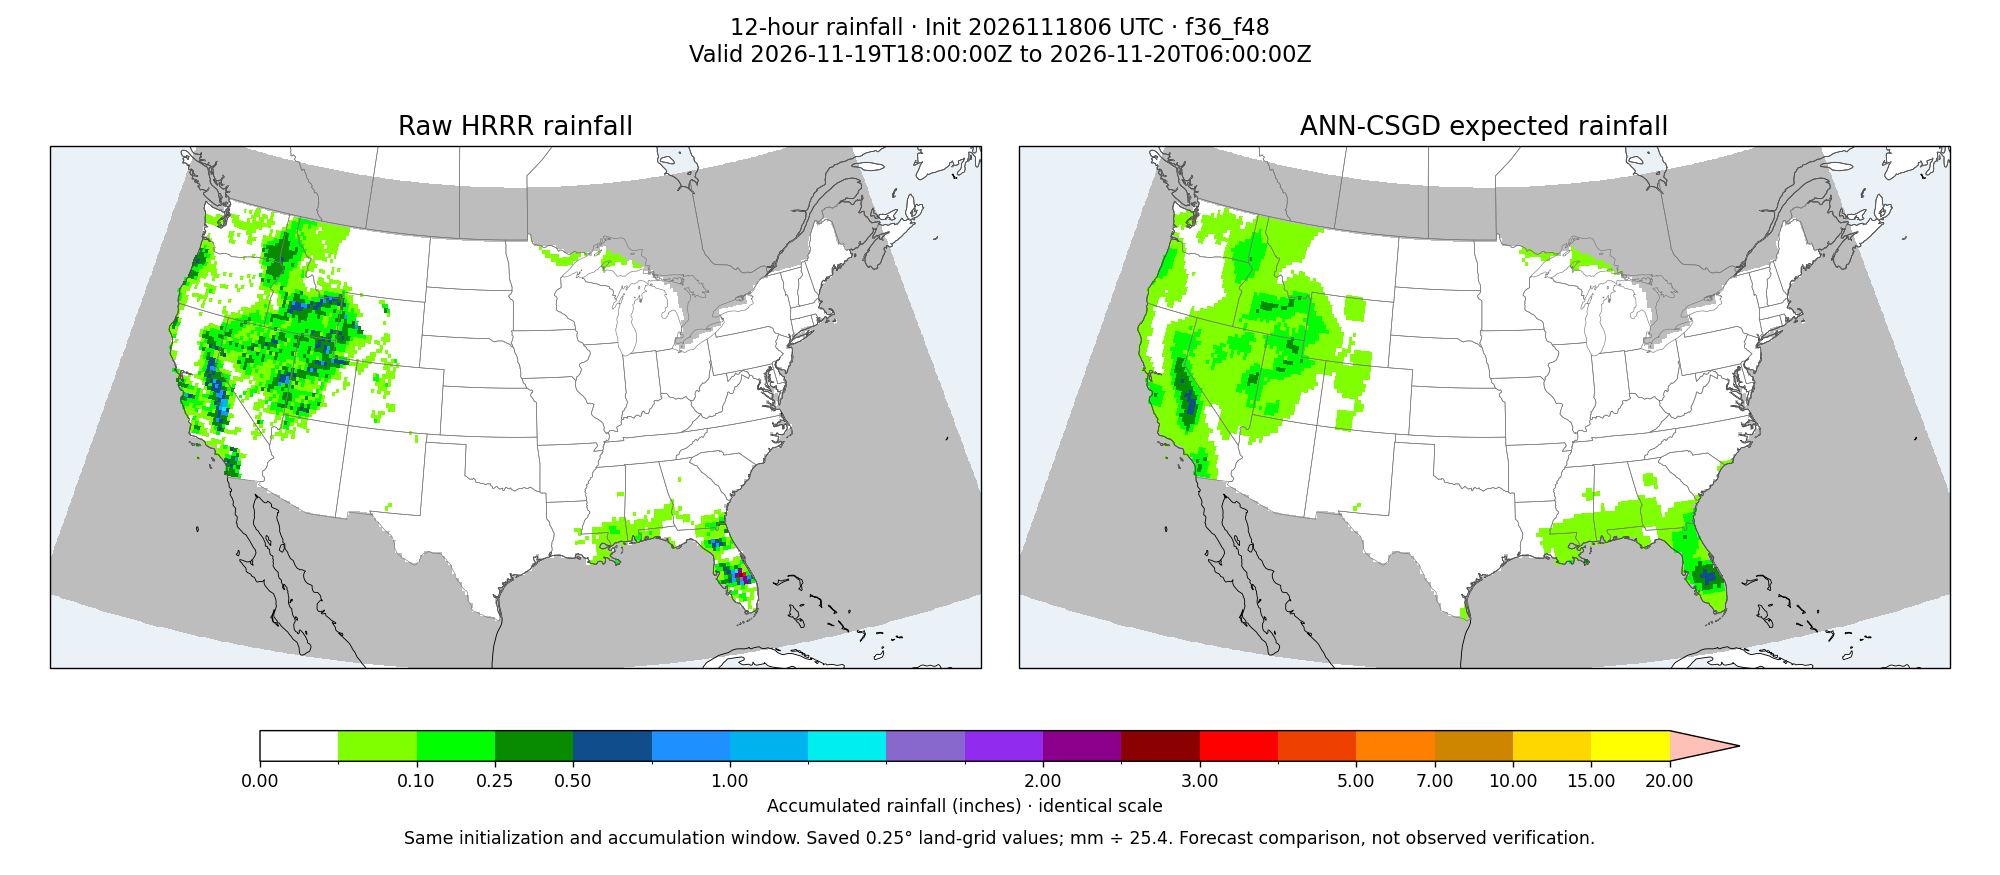 12-hour rainfall · Init 2026111806 UTC · f36_f48
Valid 2026-11-19T18:00:00Z to 2026-11-20T06:00:00Z
Raw HRRR rainfall
ANN-CSGD expected rainfall
0.00 0.10 0.25 0.50 1.00 2.00 3.00 5.00 7.00 10.00 15.00 20.00
Accumulated rainfall (inches) · identical scale
Same initialization and accumulation window. Saved 0.25° land-grid values; mm ÷ 25.4. Forecast comparison, not observed verification.